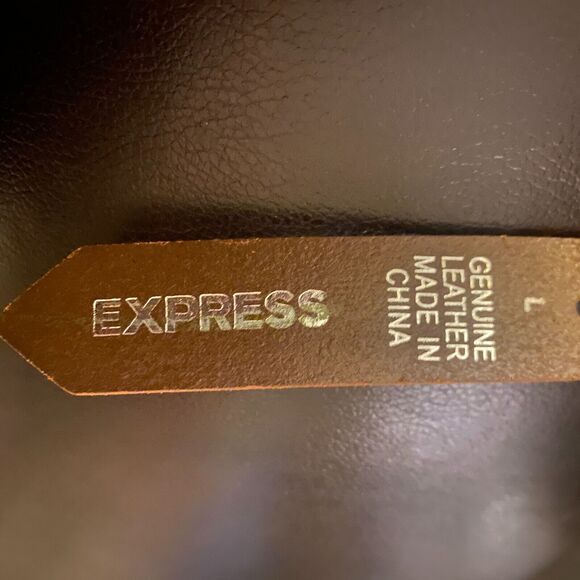 EXPRESS
GENUINE
LEATHER
MADE IN
CHINA
L